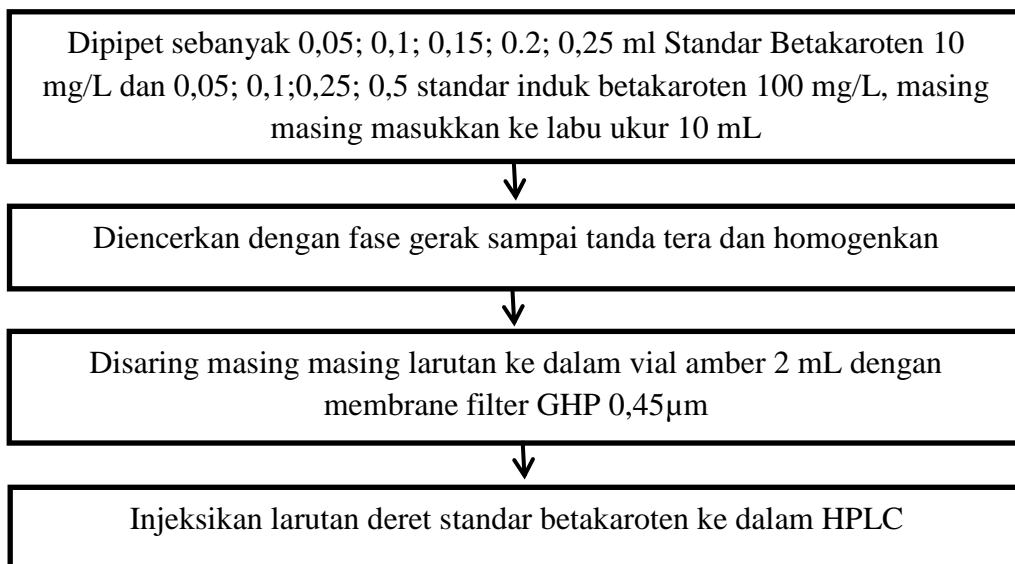 Dipipet sebanyak 0,05; 0,1; 0,15; 0.2; 0,25 ml Standar Betakaroten 10
mg/L dan 0,05; 0,1;0,25; 0,5 standar induk betakaroten 100 mg/L, masing
masing masukkan ke labu ukur 10 mL
Diencerkan dengan fase gerak sampai tanda tera dan homogenkan
Disaring masing masing larutan ke dalam vial amber 2 mL dengan
membrane filter GHP 0,45µm
Injeksikan larutan deret standar betakaroten ke dalam HPLC